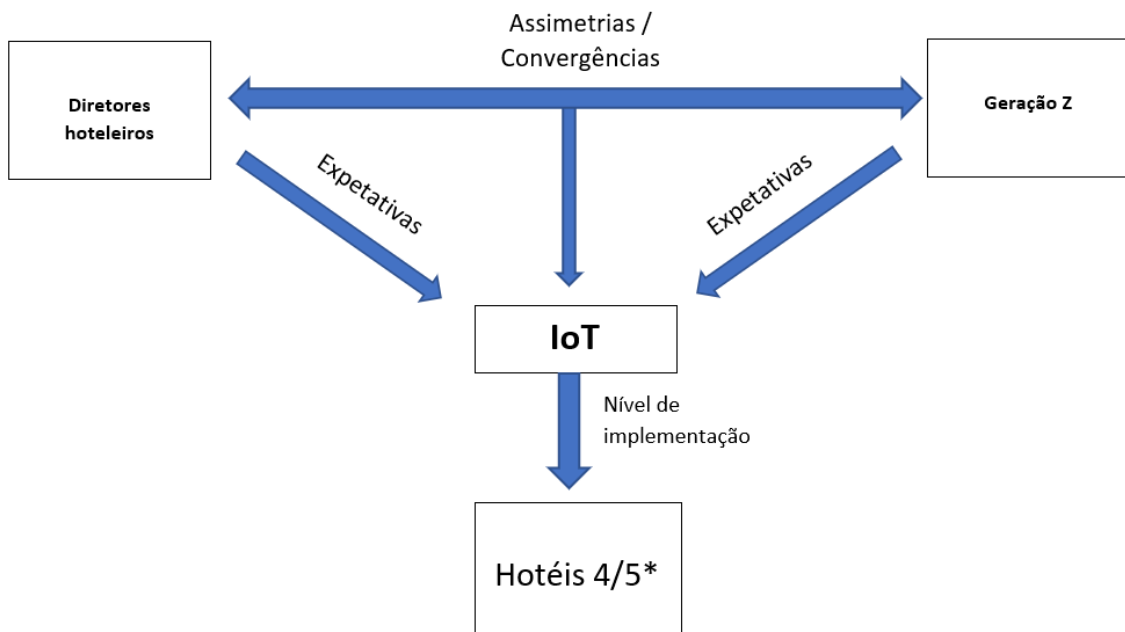 Assimetrias /
Convergências
Diretores
hoteleiros
Geração Z
Expetativas
Expetativas
IoT
Nível de
implementação
Hotéis 4/5*